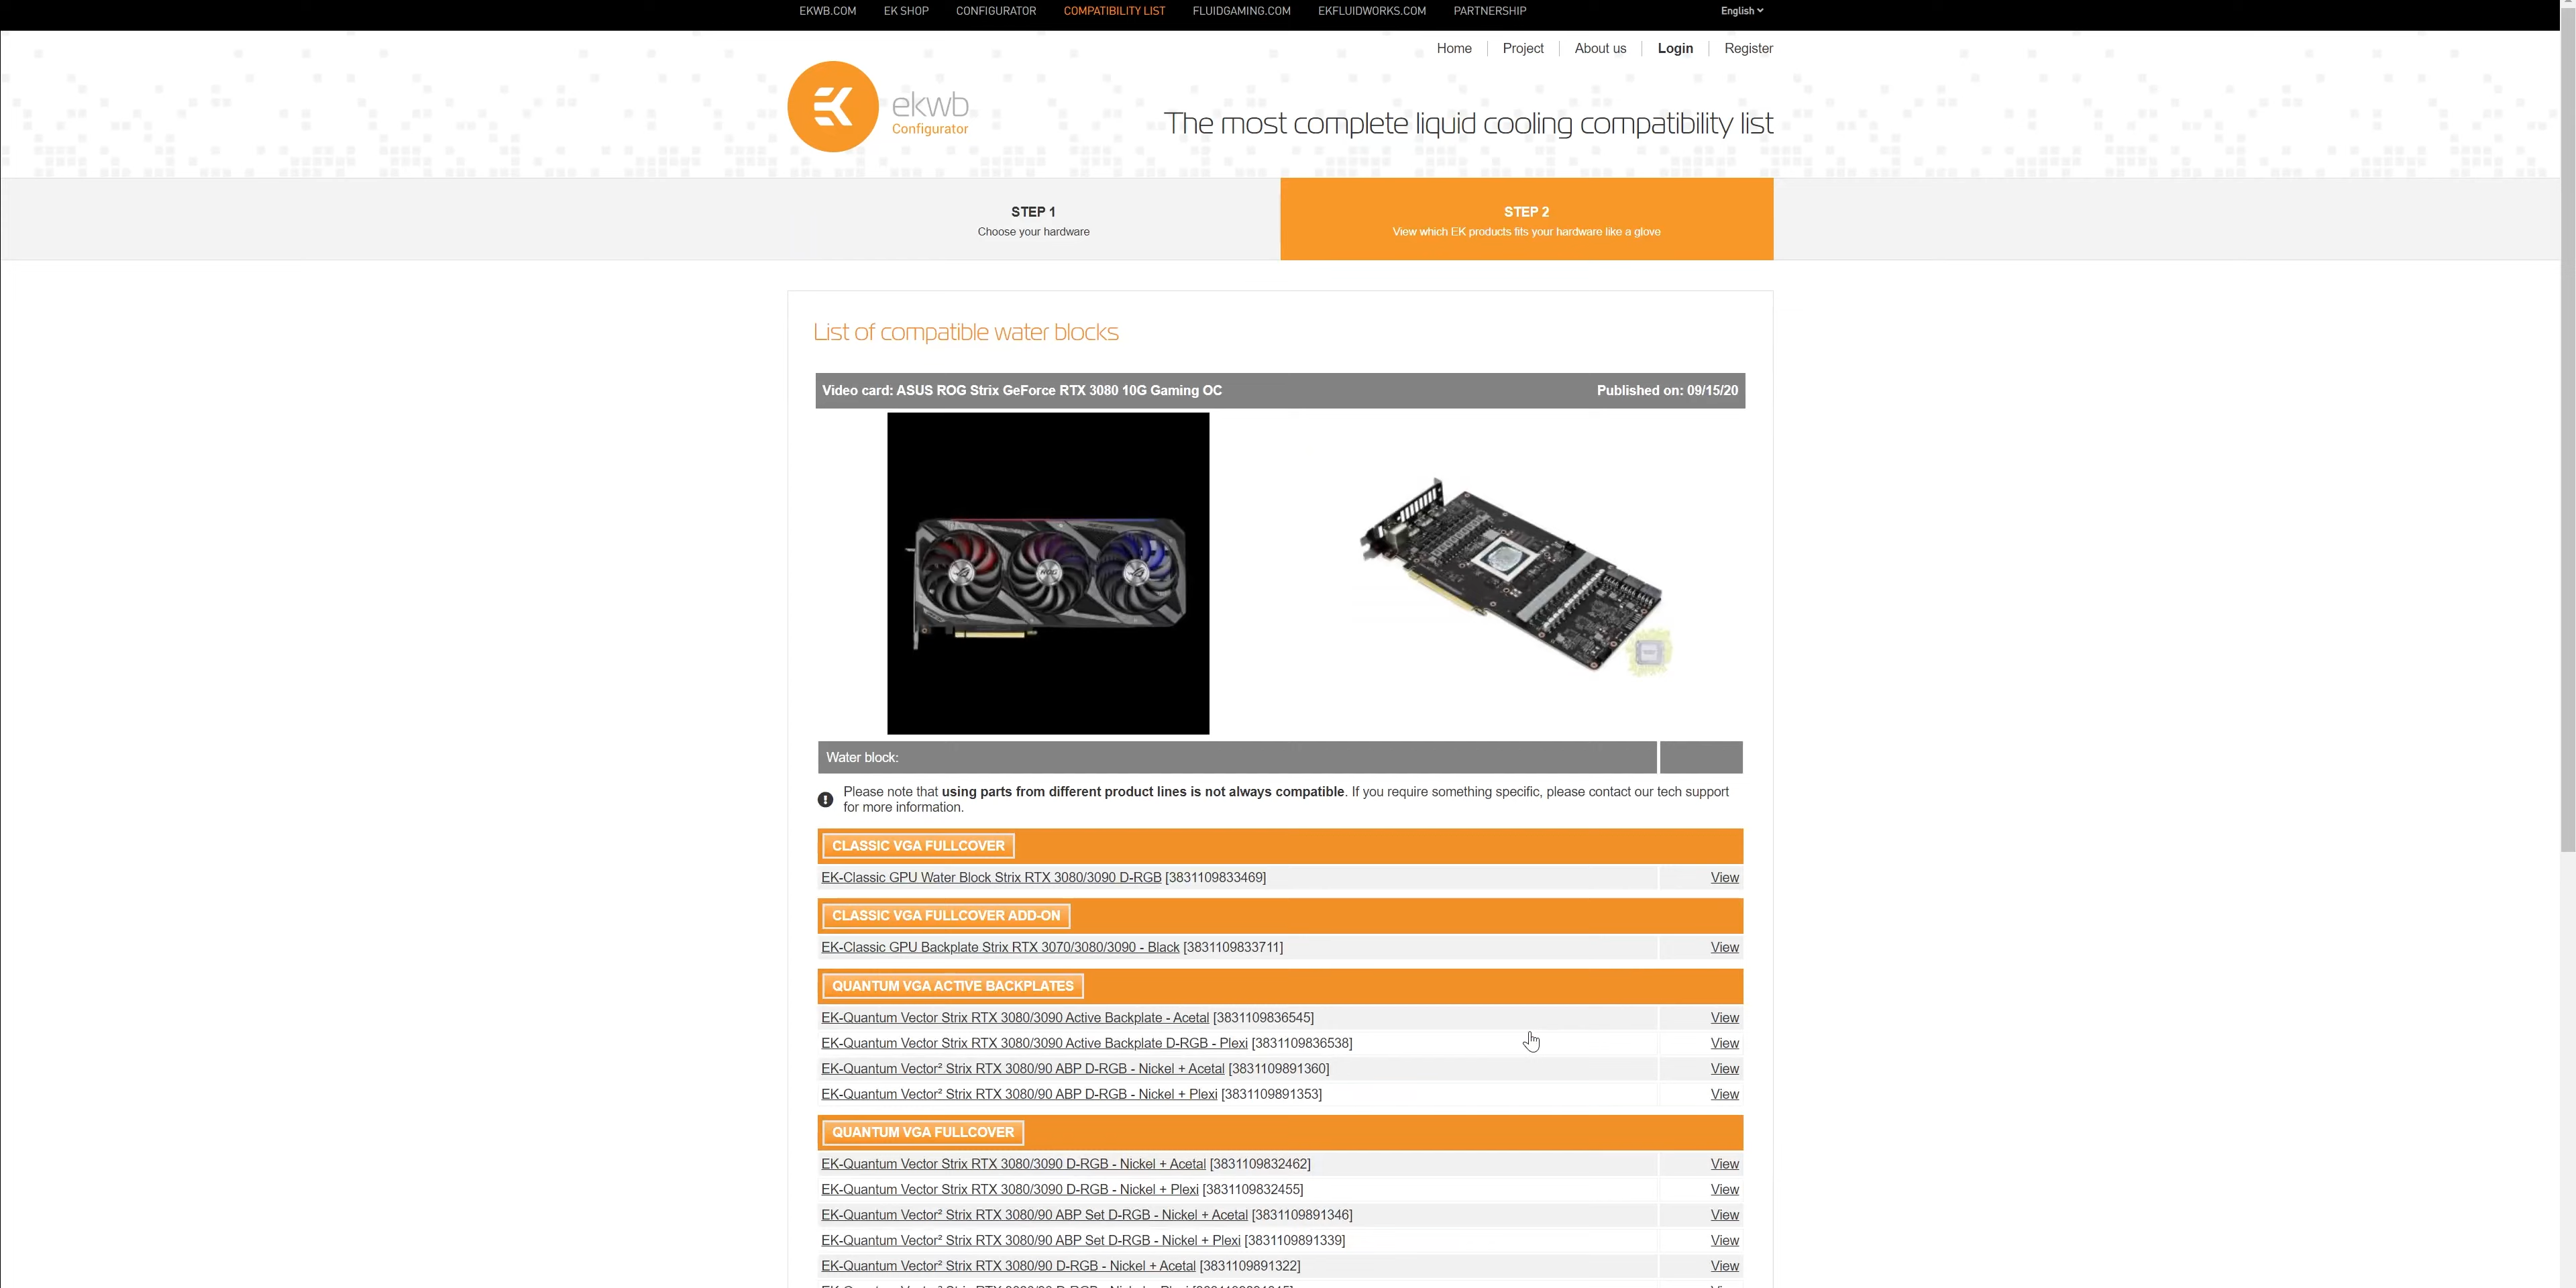 EKWB.COM EK SHOP CONFIGURATOR COMPATIBILITY LIST FLUIDGAMING.COM EKFLUIDWORKS.COM PARTNERSHIP English
Home Project About us Login Register
ekwb
Configurator
The most complete liquid cooling compatibility list
STEP 1
Choose your hardware
STEP 2
View which EK products fits your hardware like a glove
List of compatible water blocks
Video card: ASUS ROG Strix GeForce RTX 3080 10G Gaming OC Published on: 09/15/20
Water block:
Please note that using parts from different product lines is not always compatible. If you require something specific, please contact our tech support
for more information.
CLASSIC VGA FULLCOVER
EK-Classic GPU Water Block Strix RTX 3080/3090 D-RGB [3831109833469] View
CLASSIC VGA FULLCOVER ADD-ON
EK-Classic GPU Backplate Strix RTX 3070/3080/3090 - Black [3831109833711] View
QUANTUM VGA ACTIVE BACKPLATES
EK-Quantum Vector Strix RTX 3080/3090 Active Backplate - Acetal [3831109836545] View
EK-Quantum Vector Strix RTX 3080/3090 Active Backplate D-RGB - Plexi [3831109836538] View
EK-Quantum Vector² Strix RTX 3080/90 ABP D-RGB - Nickel + Acetal [3831109891360] View
EK-Quantum Vector² Strix RTX 3080/90 ABP D-RGB - Nickel + Plexi [3831109891353] View
QUANTUM VGA FULLCOVER
EK-Quantum Vector Strix RTX 3080/3090 D-RGB - Nickel + Acetal [3831109832462] View
EK-Quantum Vector Strix RTX 3080/3090 D-RGB - Nickel + Plexi [3831109832455] View
EK-Quantum Vector² Strix RTX 3080/90 ABP Set D-RGB - Nickel + Acetal [3831109891346] View
EK-Quantum Vector² Strix RTX 3080/90 ABP Set D-RGB - Nickel + Plexi [3831109891339] View
EK-Quantum Vector² Strix RTX 3080/90 D-RGB - Nickel + Acetal [3831109891322] View